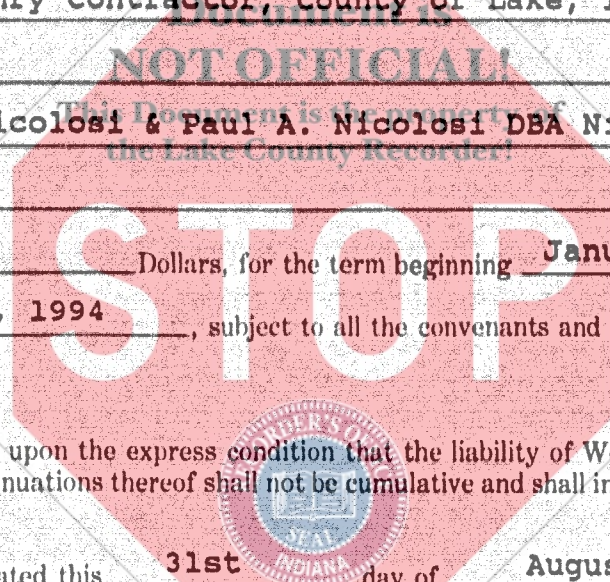 Contractor, County of Lake,
Document is
NOT OFFICIAL!
This Document is the property of
icolosi & Paul A. Nicolosi DBA Ni
the Lake County Recorder!
STOP
Dollars, for the term beginning Janu
, 1994 , subject to all the convenants and
upon the express condition that the liability of W
nuations thereof shall not be cumulative and shall in
RECORDER'S OFFICE
SEAL
INDIANA
ated this 31st day of Augu